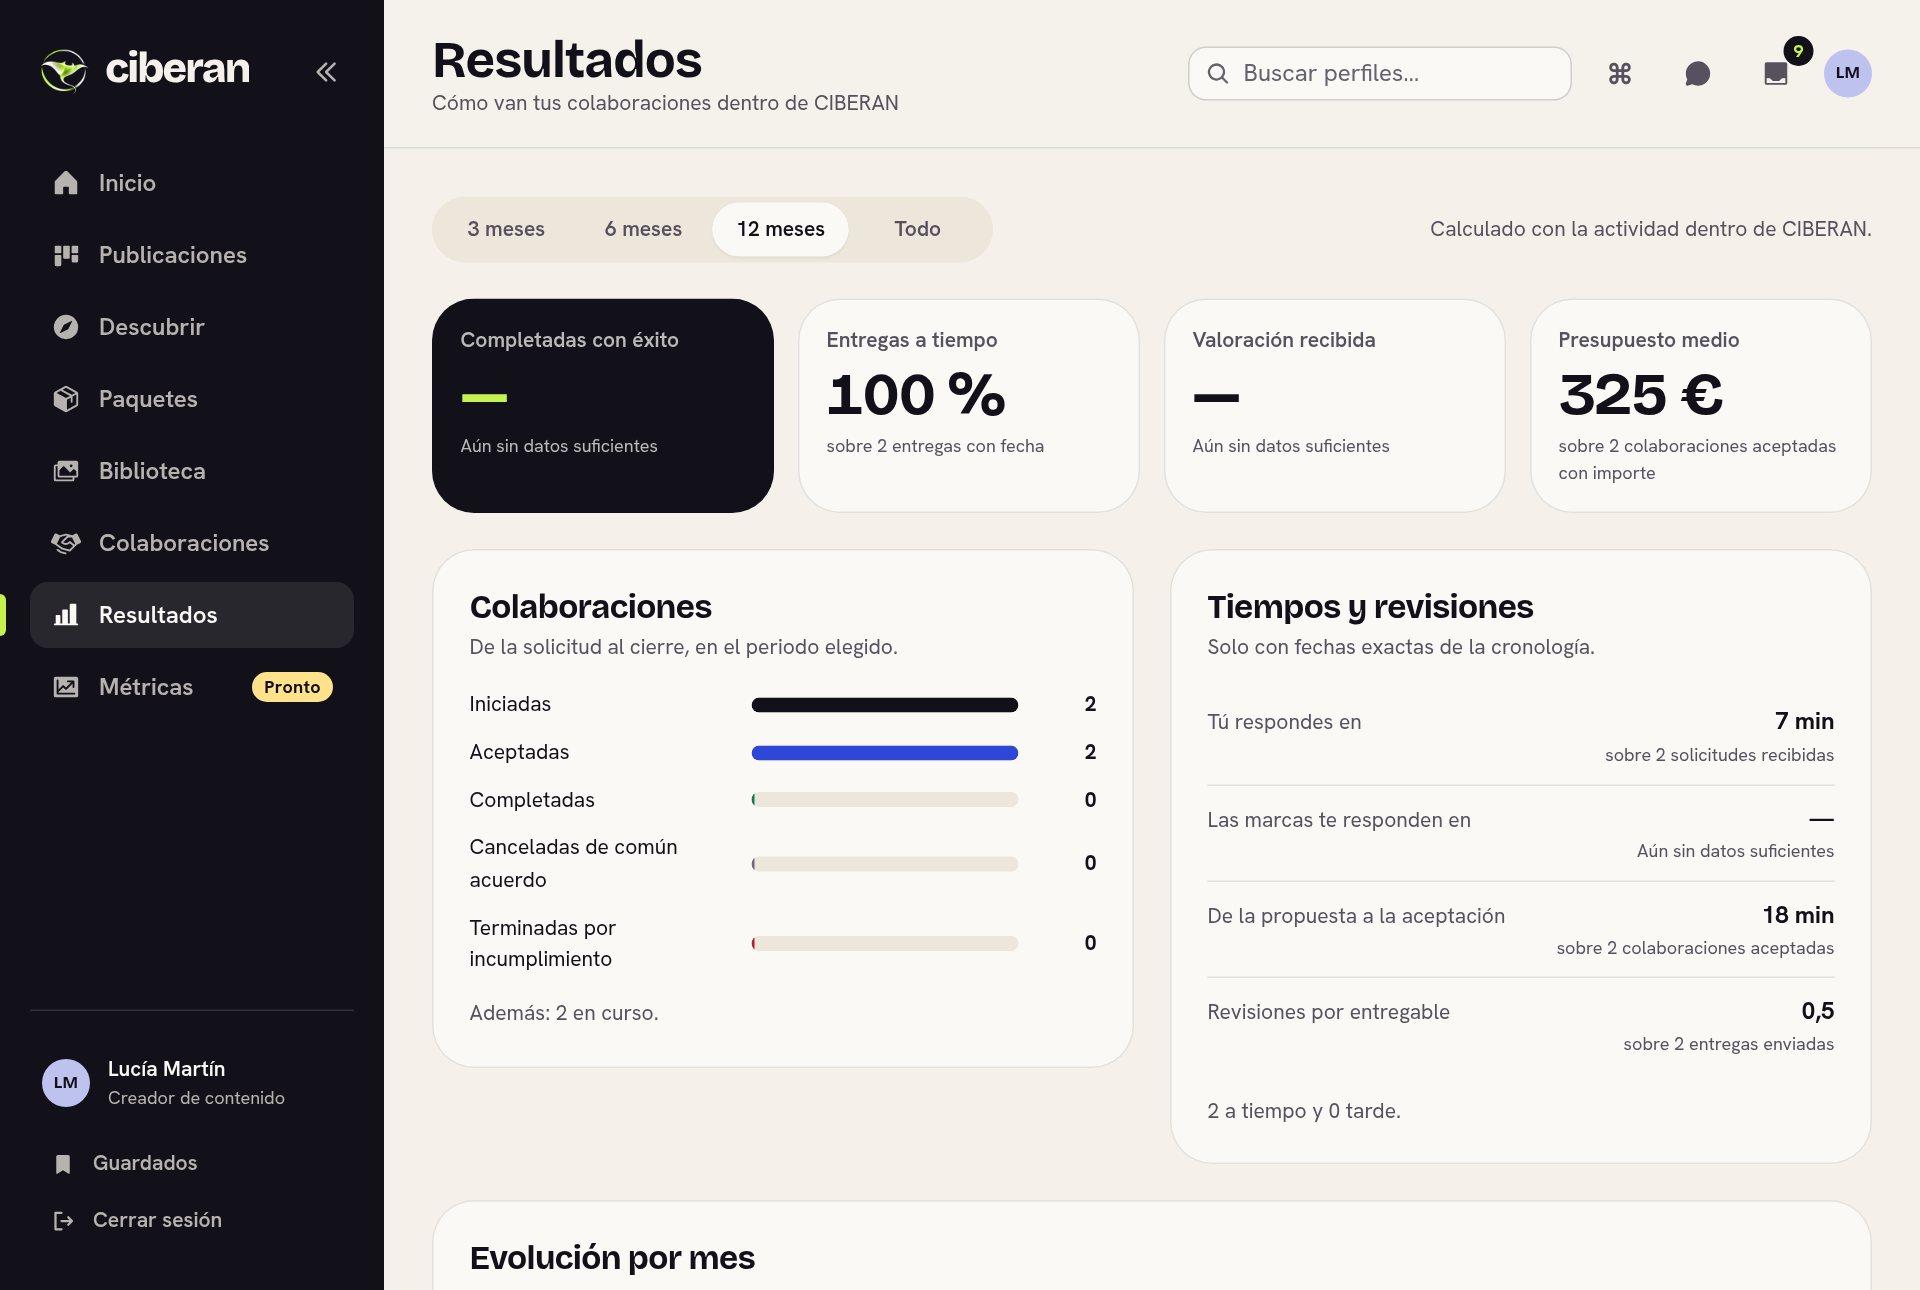 ciberan
Inicio
Publicaciones
Descubrir
Paquetes
Biblioteca
Colaboraciones
Resultados
Métricas
Pronto
LM
Lucía Martín
Creador de contenido
Guardados
Cerrar sesión
Resultados
Cómo van tus colaboraciones dentro de CIBERAN
Buscar perfiles...
9
LM
3 meses
6 meses
12 meses
Todo
Calculado con la actividad dentro de CIBERAN.
Completadas con éxito
—
Aún sin datos suficientes
Entregas a tiempo
100 %
sobre 2 entregas con fecha
Valoración recibida
—
Aún sin datos suficientes
Presupuesto medio
325 €
sobre 2 colaboraciones aceptadas
con importe
Colaboraciones
De la solicitud al cierre, en el periodo elegido.
Iniciadas
2
Aceptadas
2
Completadas
0
Canceladas de común
acuerdo
0
Terminadas por
incumplimiento
0
Además: 2 en curso.
Tiempos y revisiones
Solo con fechas exactas de la cronología.
Tú respondes en
7 min
sobre 2 solicitudes recibidas
Las marcas te responden en
—
Aún sin datos suficientes
De la propuesta a la aceptación
18 min
sobre 2 colaboraciones aceptadas
Revisiones por entregable
0,5
sobre 2 entregas enviadas
2 a tiempo y 0 tarde.
Evolución por mes